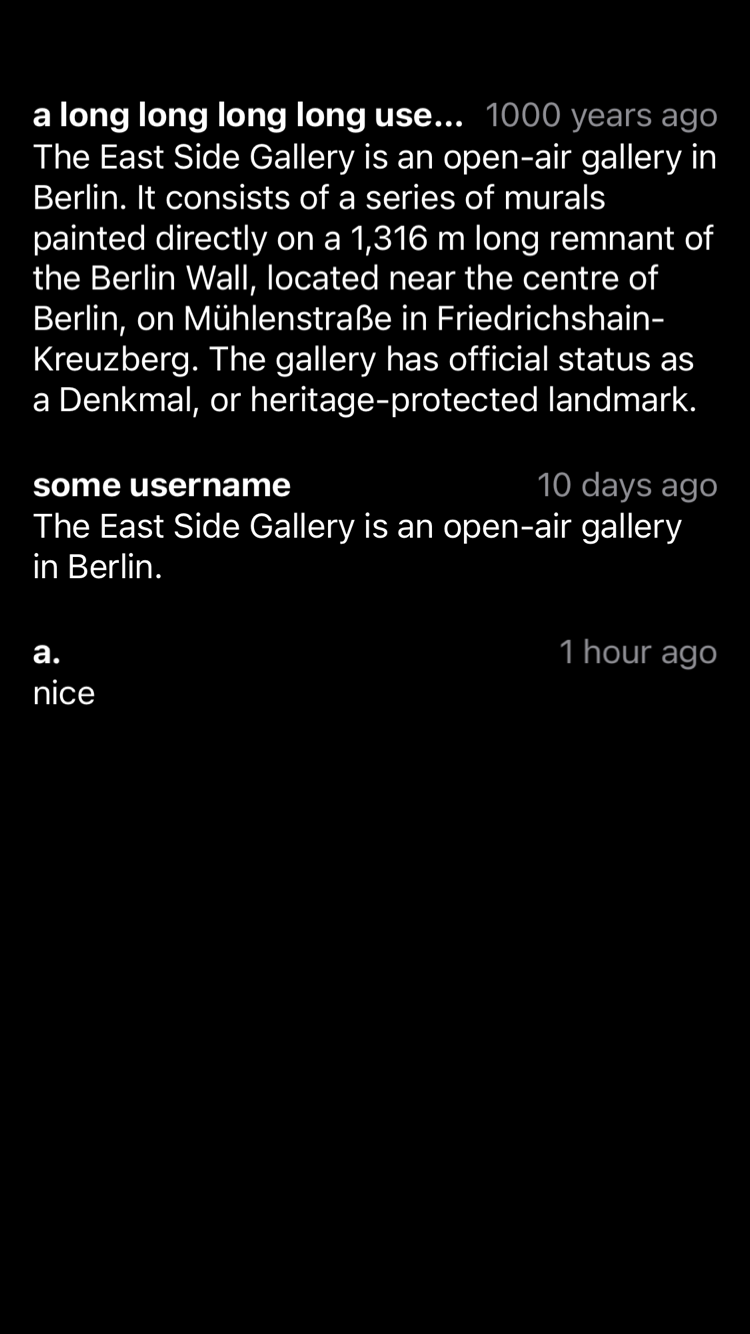 a long long long long use... 1000 years ago
The East Side Gallery is an open-air gallery in
Berlin. It consists of a series of murals
painted directly on a 1,316 m long remnant of
the Berlin Wall, located near the centre of
Berlin, on Mühlenstraße in Friedrichshain-
Kreuzberg. The gallery has official status as
a Denkmal, or heritage-protected landmark.
some username 10 days ago
The East Side Gallery is an open-air gallery
in Berlin.
a. 1 hour ago
nice